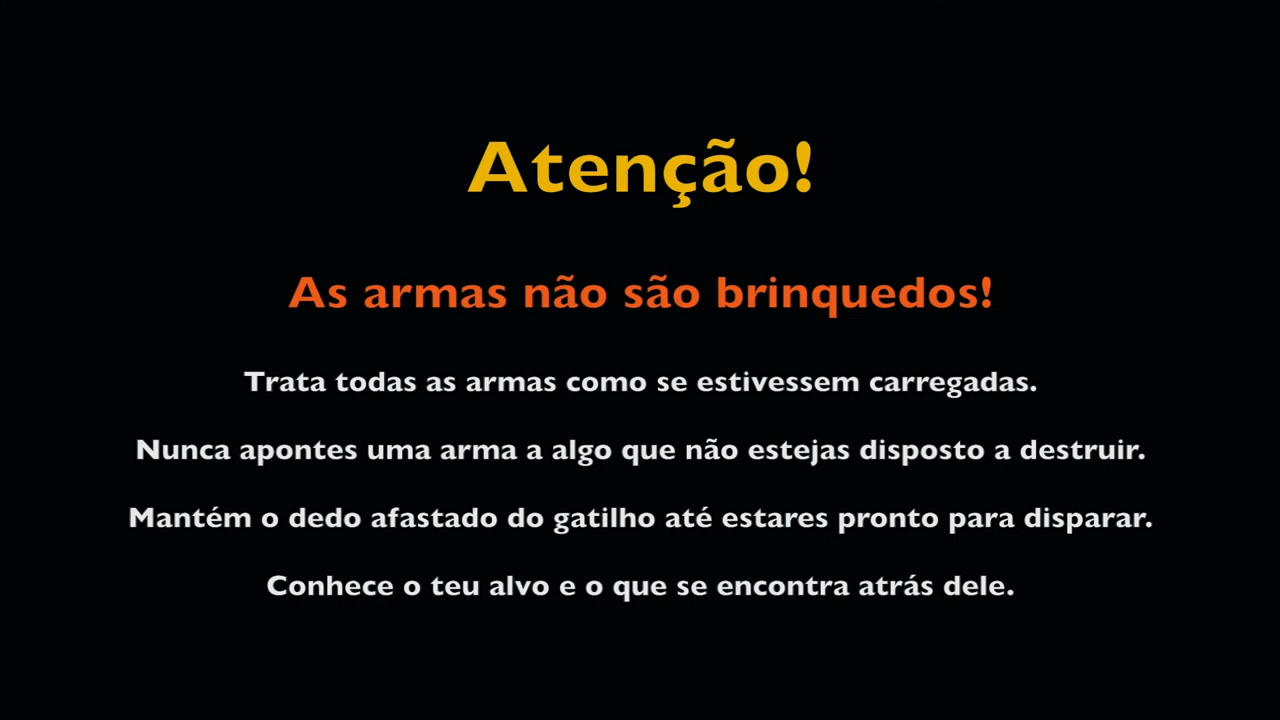 Atenção!
As armas não são brinquedos!
Trata todas as armas como se estivessem carregadas.
Nunca apontes uma arma a algo que não estejas disposto a destruir.
Mantém o dedo afastado do gatilho até estares pronto para disparar.
Conhece o teu alvo e o que se encontra atrás dele.